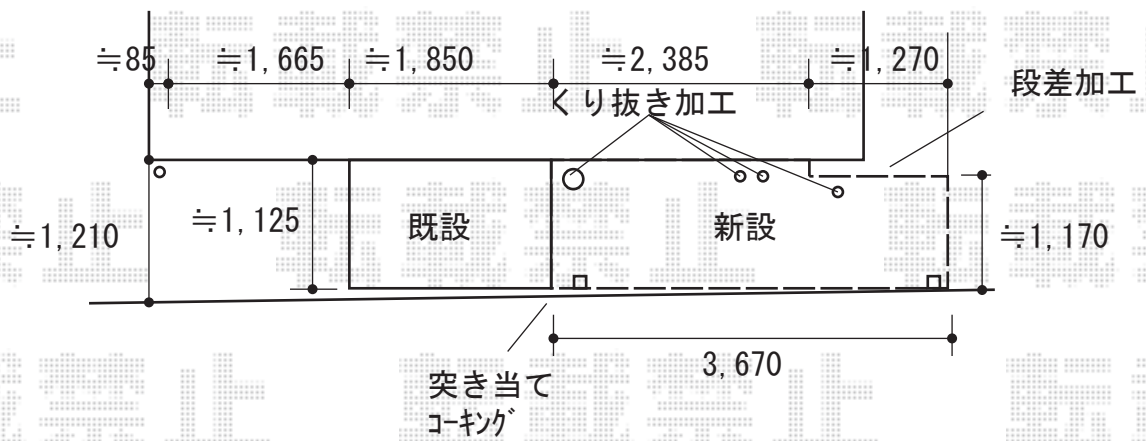 ≒85 ≒1,665 ≒1,850 ≒2,385 ≒1,270
くり抜き加工
段差加工
≒1,210
≒1,125
既設
新設
≒1,170
3,670
突き当て
コーキング